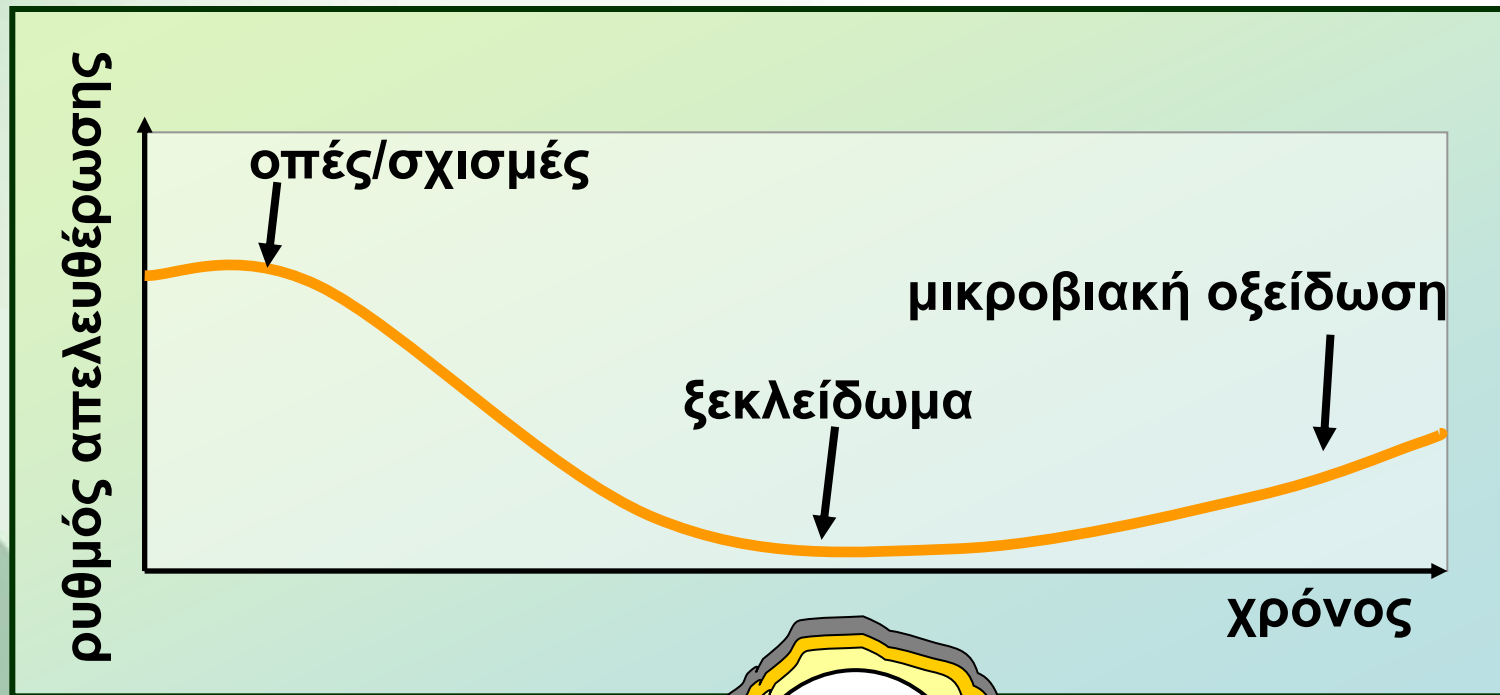 ρυθμός απελευθέρωσης
οπές/σχισμές
μικροβιακή οξείδωση
ξεκλείδωμα
χρόνος